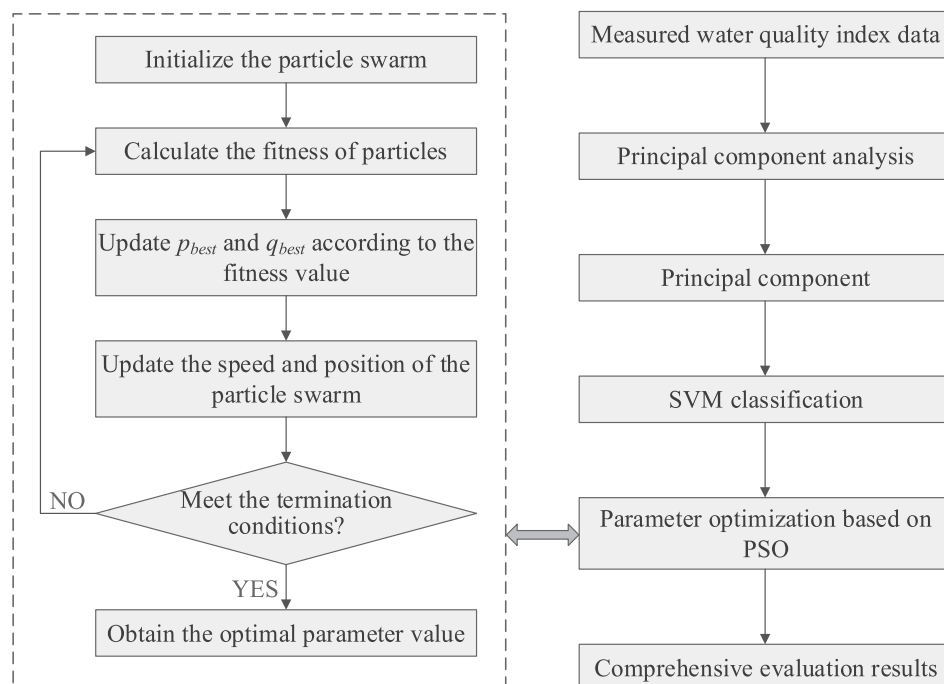 Initialize the particle swarm
Calculate the fitness of particles
Update pbest and qbest according to the
fitness value
Update the speed and position of the
particle swarm
Meet the termination
conditions?
NO
YES
Obtain the optimal parameter value
Measured water quality index data
Principal component analysis
Principal component
SVM classification
Parameter optimization based on
PSO
Comprehensive evaluation results